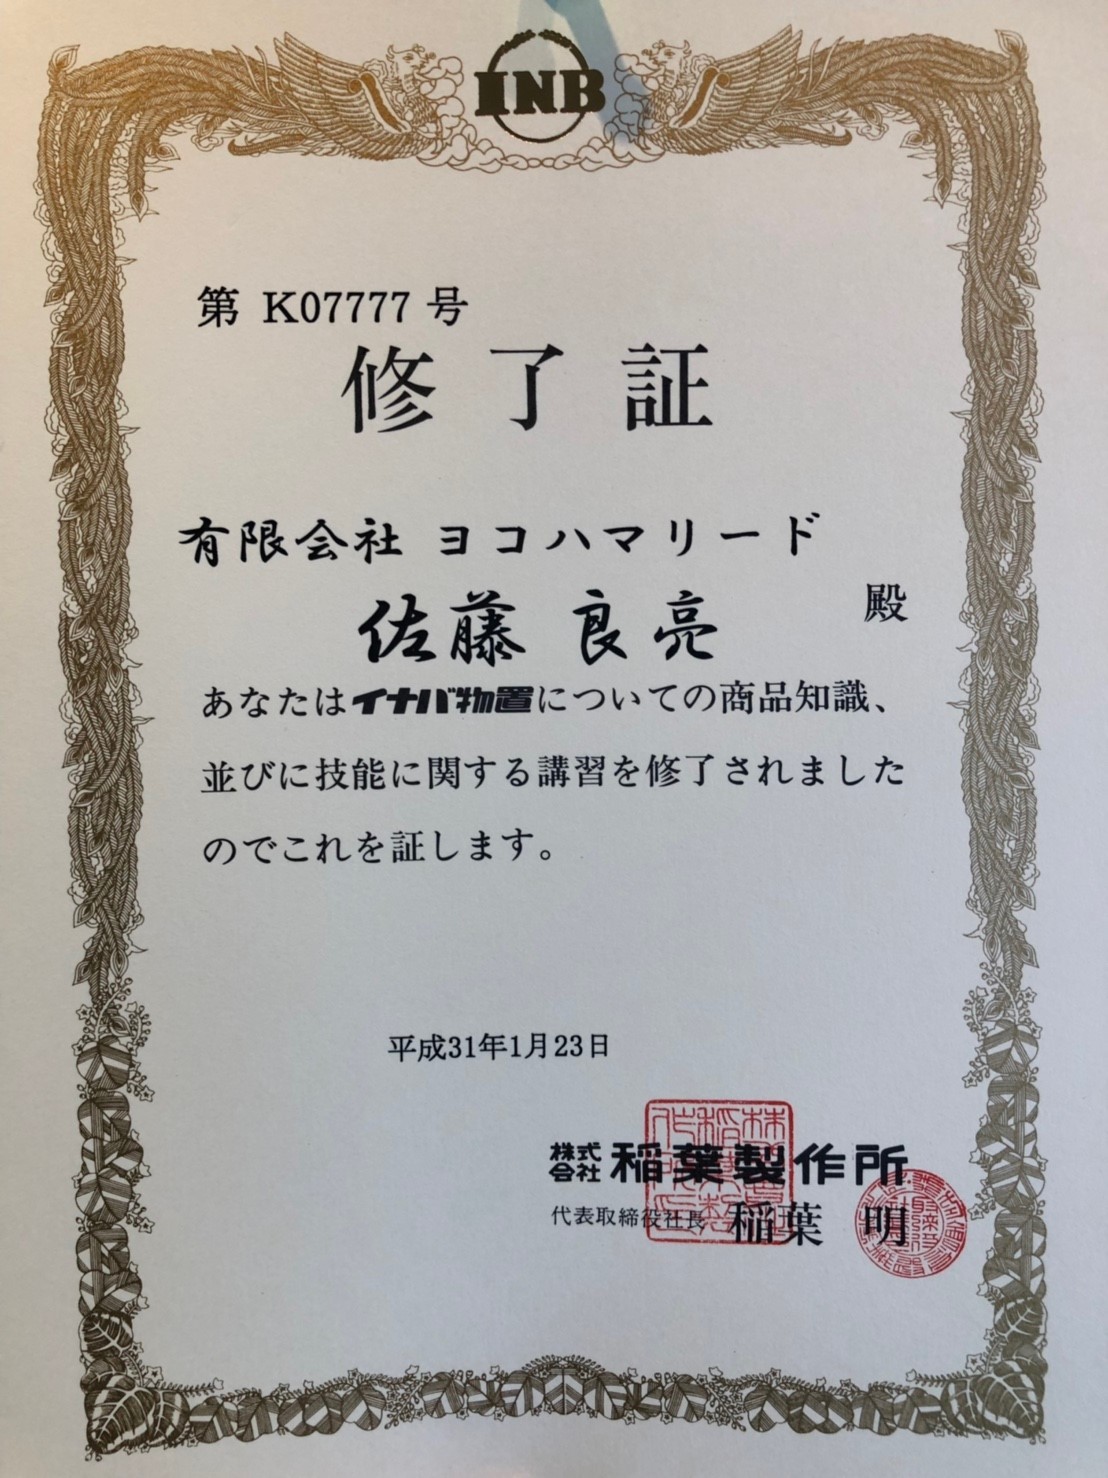 INB
第 K07777 号
修了証
有限会社 ヨコハマリード
佐藤 良亮 殿
あなたはイナバ物置についての商品知識、
並びに技能に関する講習を修了されました
のでこれを証します。
平成31年1月23日
株式会社 稲葉製作所
代表取締役社長 稲葉 明